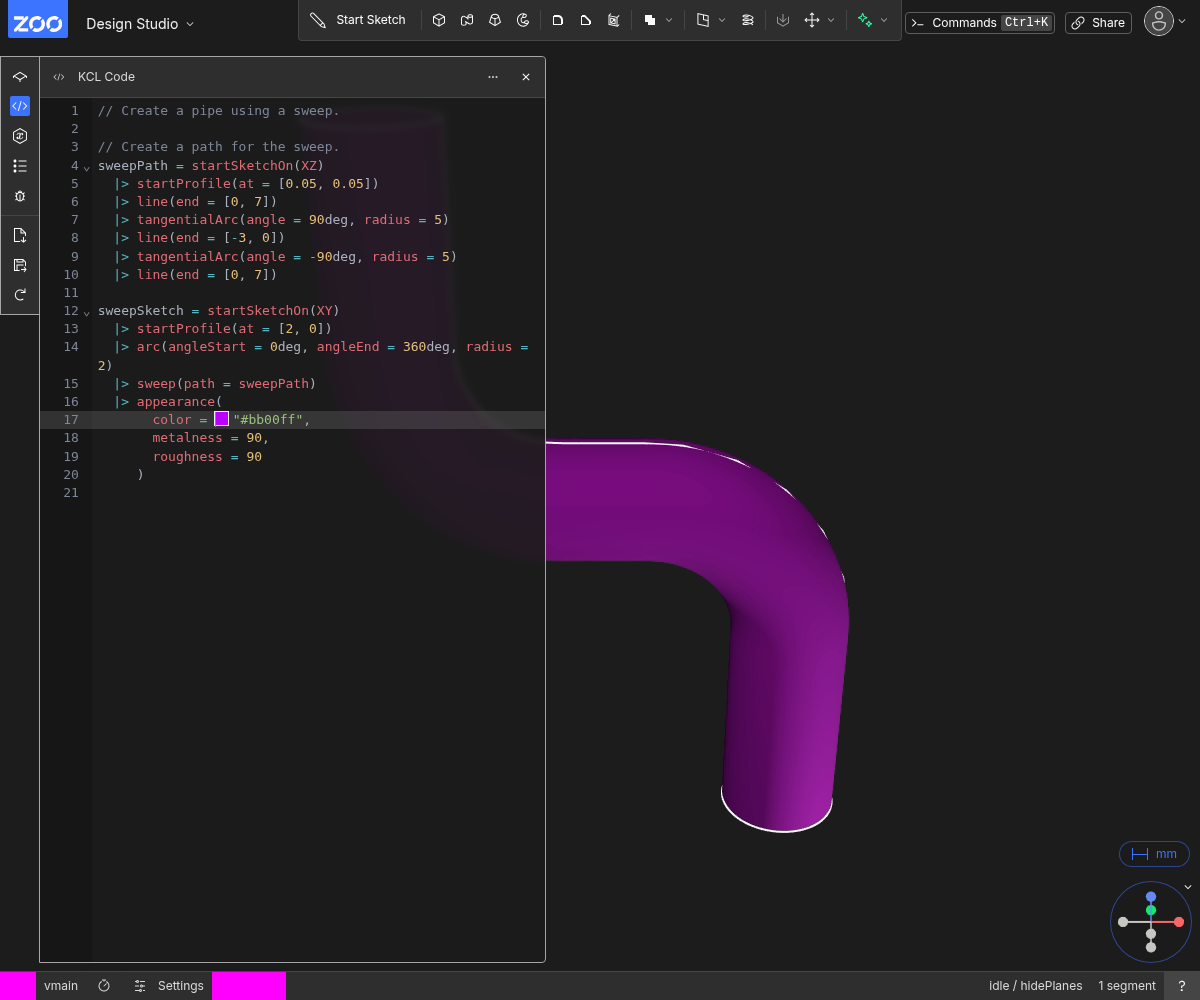 ZOO Design Studio Start Sketch Commands Ctrl+K Share
KCL Code
1 // Create a pipe using a sweep.
2
3 // Create a path for the sweep.
4 sweepPath = startSketchOn(XZ)
5 |> startProfile(at = [0.05, 0.05])
6 |> line(end = [0, 7])
7 |> tangentialArc(angle = 90deg, radius = 5)
8 |> line(end = [-3, 0])
9 |> tangentialArc(angle = -90deg, radius = 5)
10 |> line(end = [0, 7])
11
12 sweepSketch = startSketchOn(XY)
13 |> startProfile(at = [2, 0])
14 |> arc(angleStart = 0deg, angleEnd = 360deg, radius =
2)
15 |> sweep(path = sweepPath)
16 |> appearance(
17 color = "#bb00ff",
18 metalness = 90,
19 roughness = 90
20 )
21
mm
vmain Settings idle / hidePlanes 1 segment ?